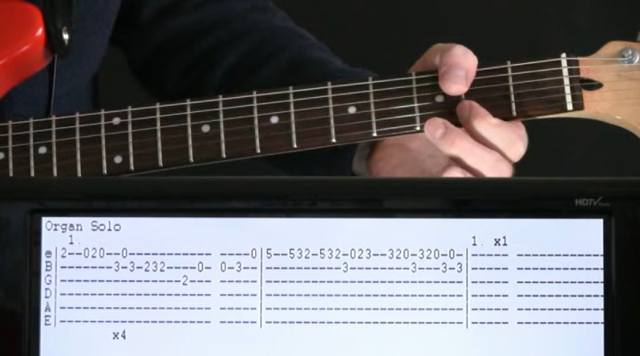 HDTV
Organ Solo
1. 1. x1
e|2--020--0---------------0|5--532-532-023--320-320-0-|----- ------------
B|------3-3-232----0- 0-3--|---------3-------3---3-3|----- ------------
G|--------------2---- -----|-------------------------|----- ------------
D|------------------- -----|-------------------------|----- ------------
A|------------------- -----|-------------------------|----- ------------
E|------------------- -----|-------------------------|----- ------------
x4